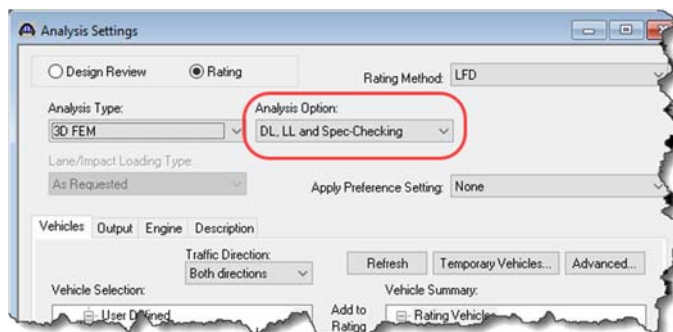 Analysis Settings
Design Review Rating Rating Method: LFD
Analysis Type: Analysis Option:
3D FEM DL, LL and Spec-Checking
Lane/Impact Loading Type:
As Requested Apply Preference Setting: None
Vehicles Output Engine Description
Traffic Direction:
Both directions Refresh Temporary Vehicles... Advanced...
Vehicle Selection: Vehicle Summary:
Add to
Rating Rating Vehicles